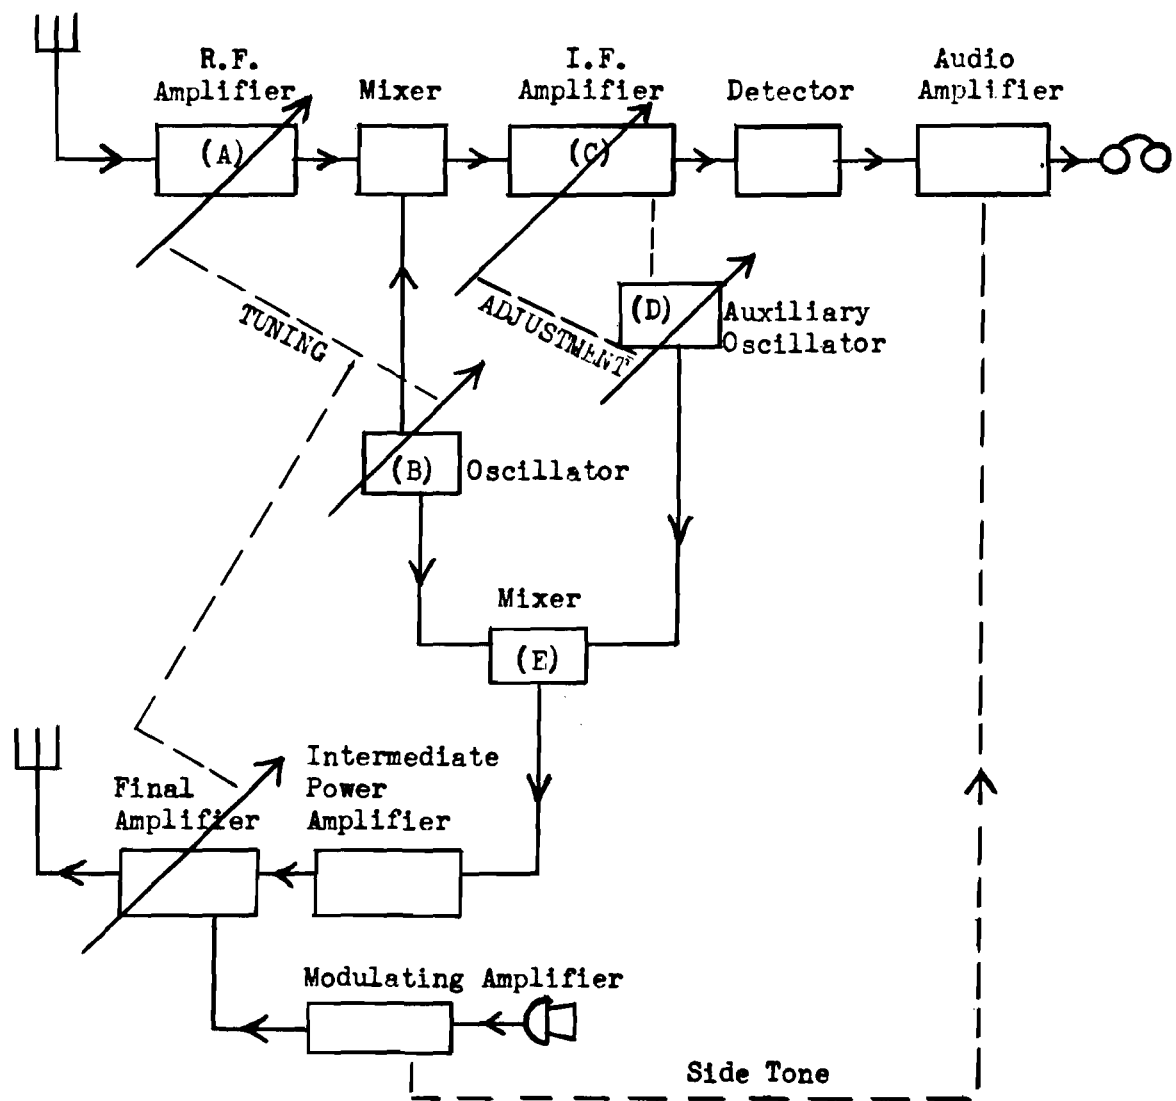 R.F.
Amplifier
Mixer
I.F.
Amplifier
Detector
Audio
Amplifier
(A)
(C)
TUNING
ADJUSTMENT
(D)
Auxiliary
Oscillator
(B)
Oscillator
Mixer
(E)
Final
Amplifier
Intermediate
Power
Amplifier
Modulating Amplifier
Side Tone